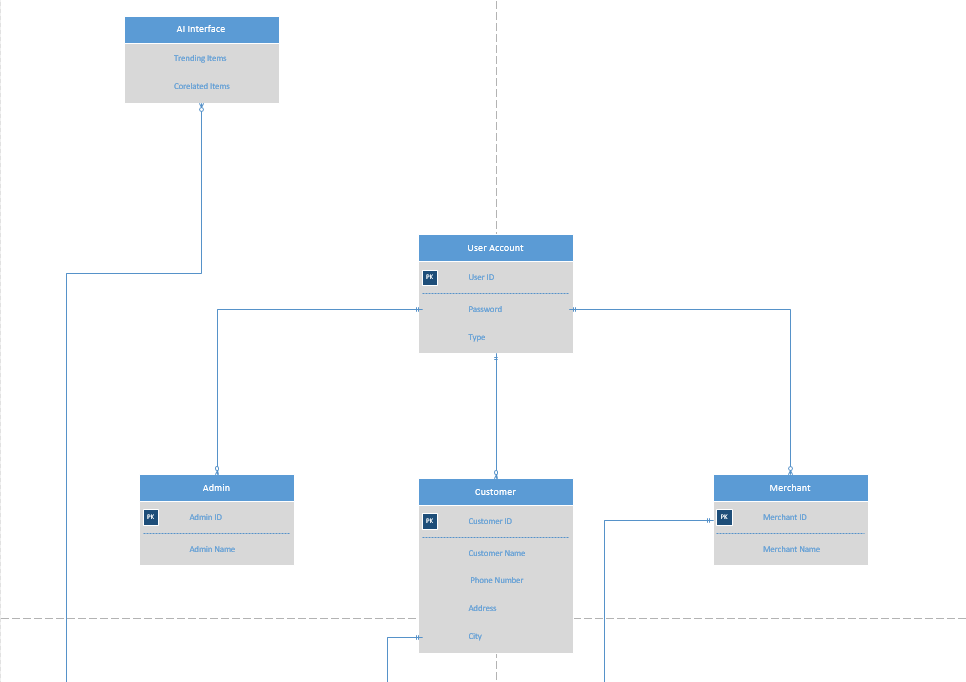 AI Interface
Trending Items
Corelated Items
User Account
PK User ID
Password
Type
Admin
PK Admin ID
Admin Name
Customer
PK Customer ID
Customer Name
Phone Number
Address
City
Merchant
PK Merchant ID
Merchant Name